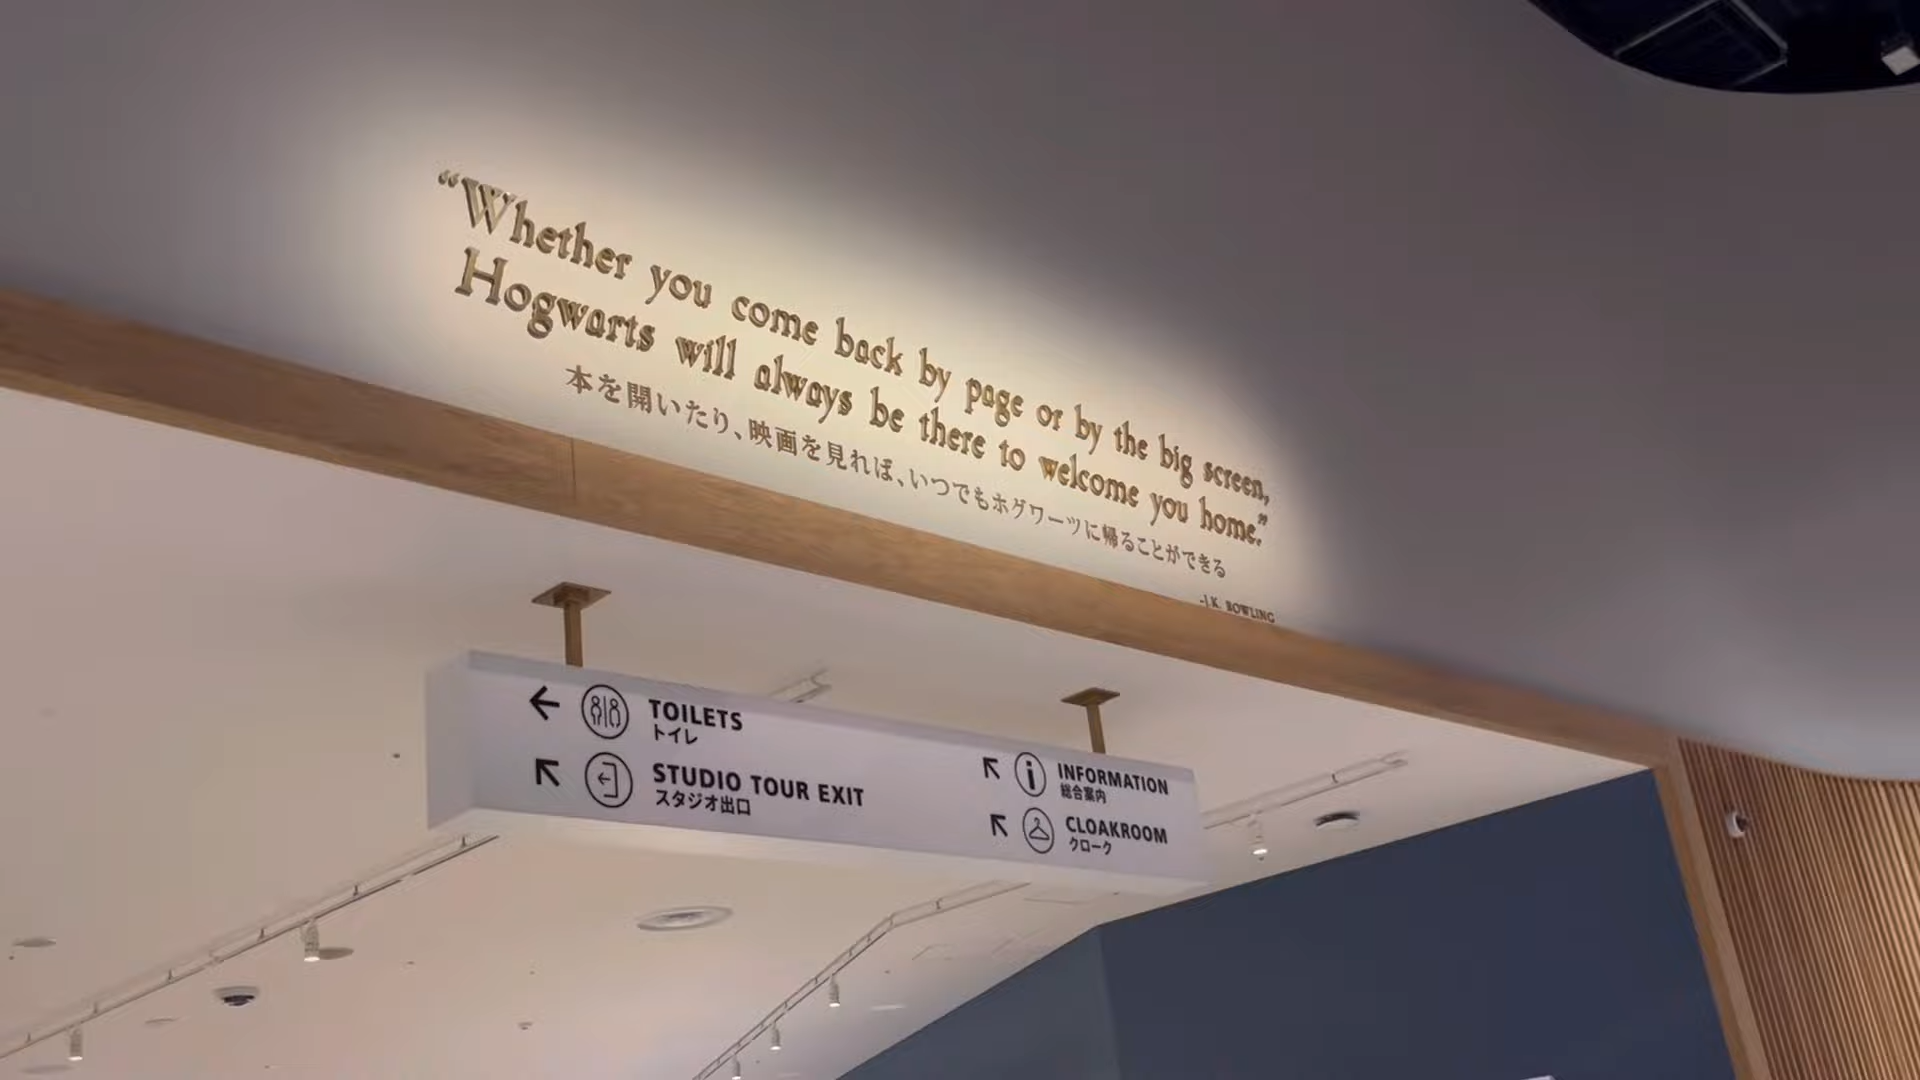 “Whether you come back by page or by the big screen,
Hogwarts will always be there to welcome you home.”
本を開いたり、映画を見れば、いつでもホグワーツに帰ることができる
-J.K. ROWLING
TOILETS
トイレ
STUDIO TOUR EXIT
スタジオ出口
INFORMATION
総合案内
CLOAKROOM
クローク